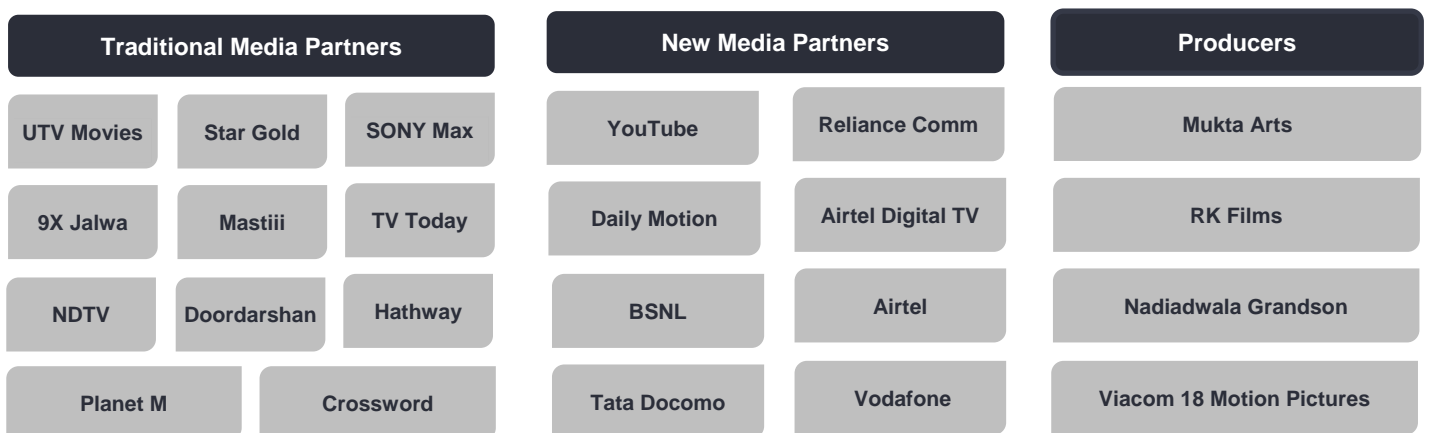 Traditional Media Partners
UTV Movies
Star Gold
SONY Max
9X Jalwa
Mastiii
TV Today
NDTV
Doordarshan
Hathway
Planet M
Crossword
New Media Partners
YouTube
Reliance Comm
Daily Motion
Airtel Digital TV
BSNL
Airtel
Tata Docomo
Vodafone
Producers
Mukta Arts
RK Films
Nadiadwala Grandson
Viacom 18 Motion Pictures